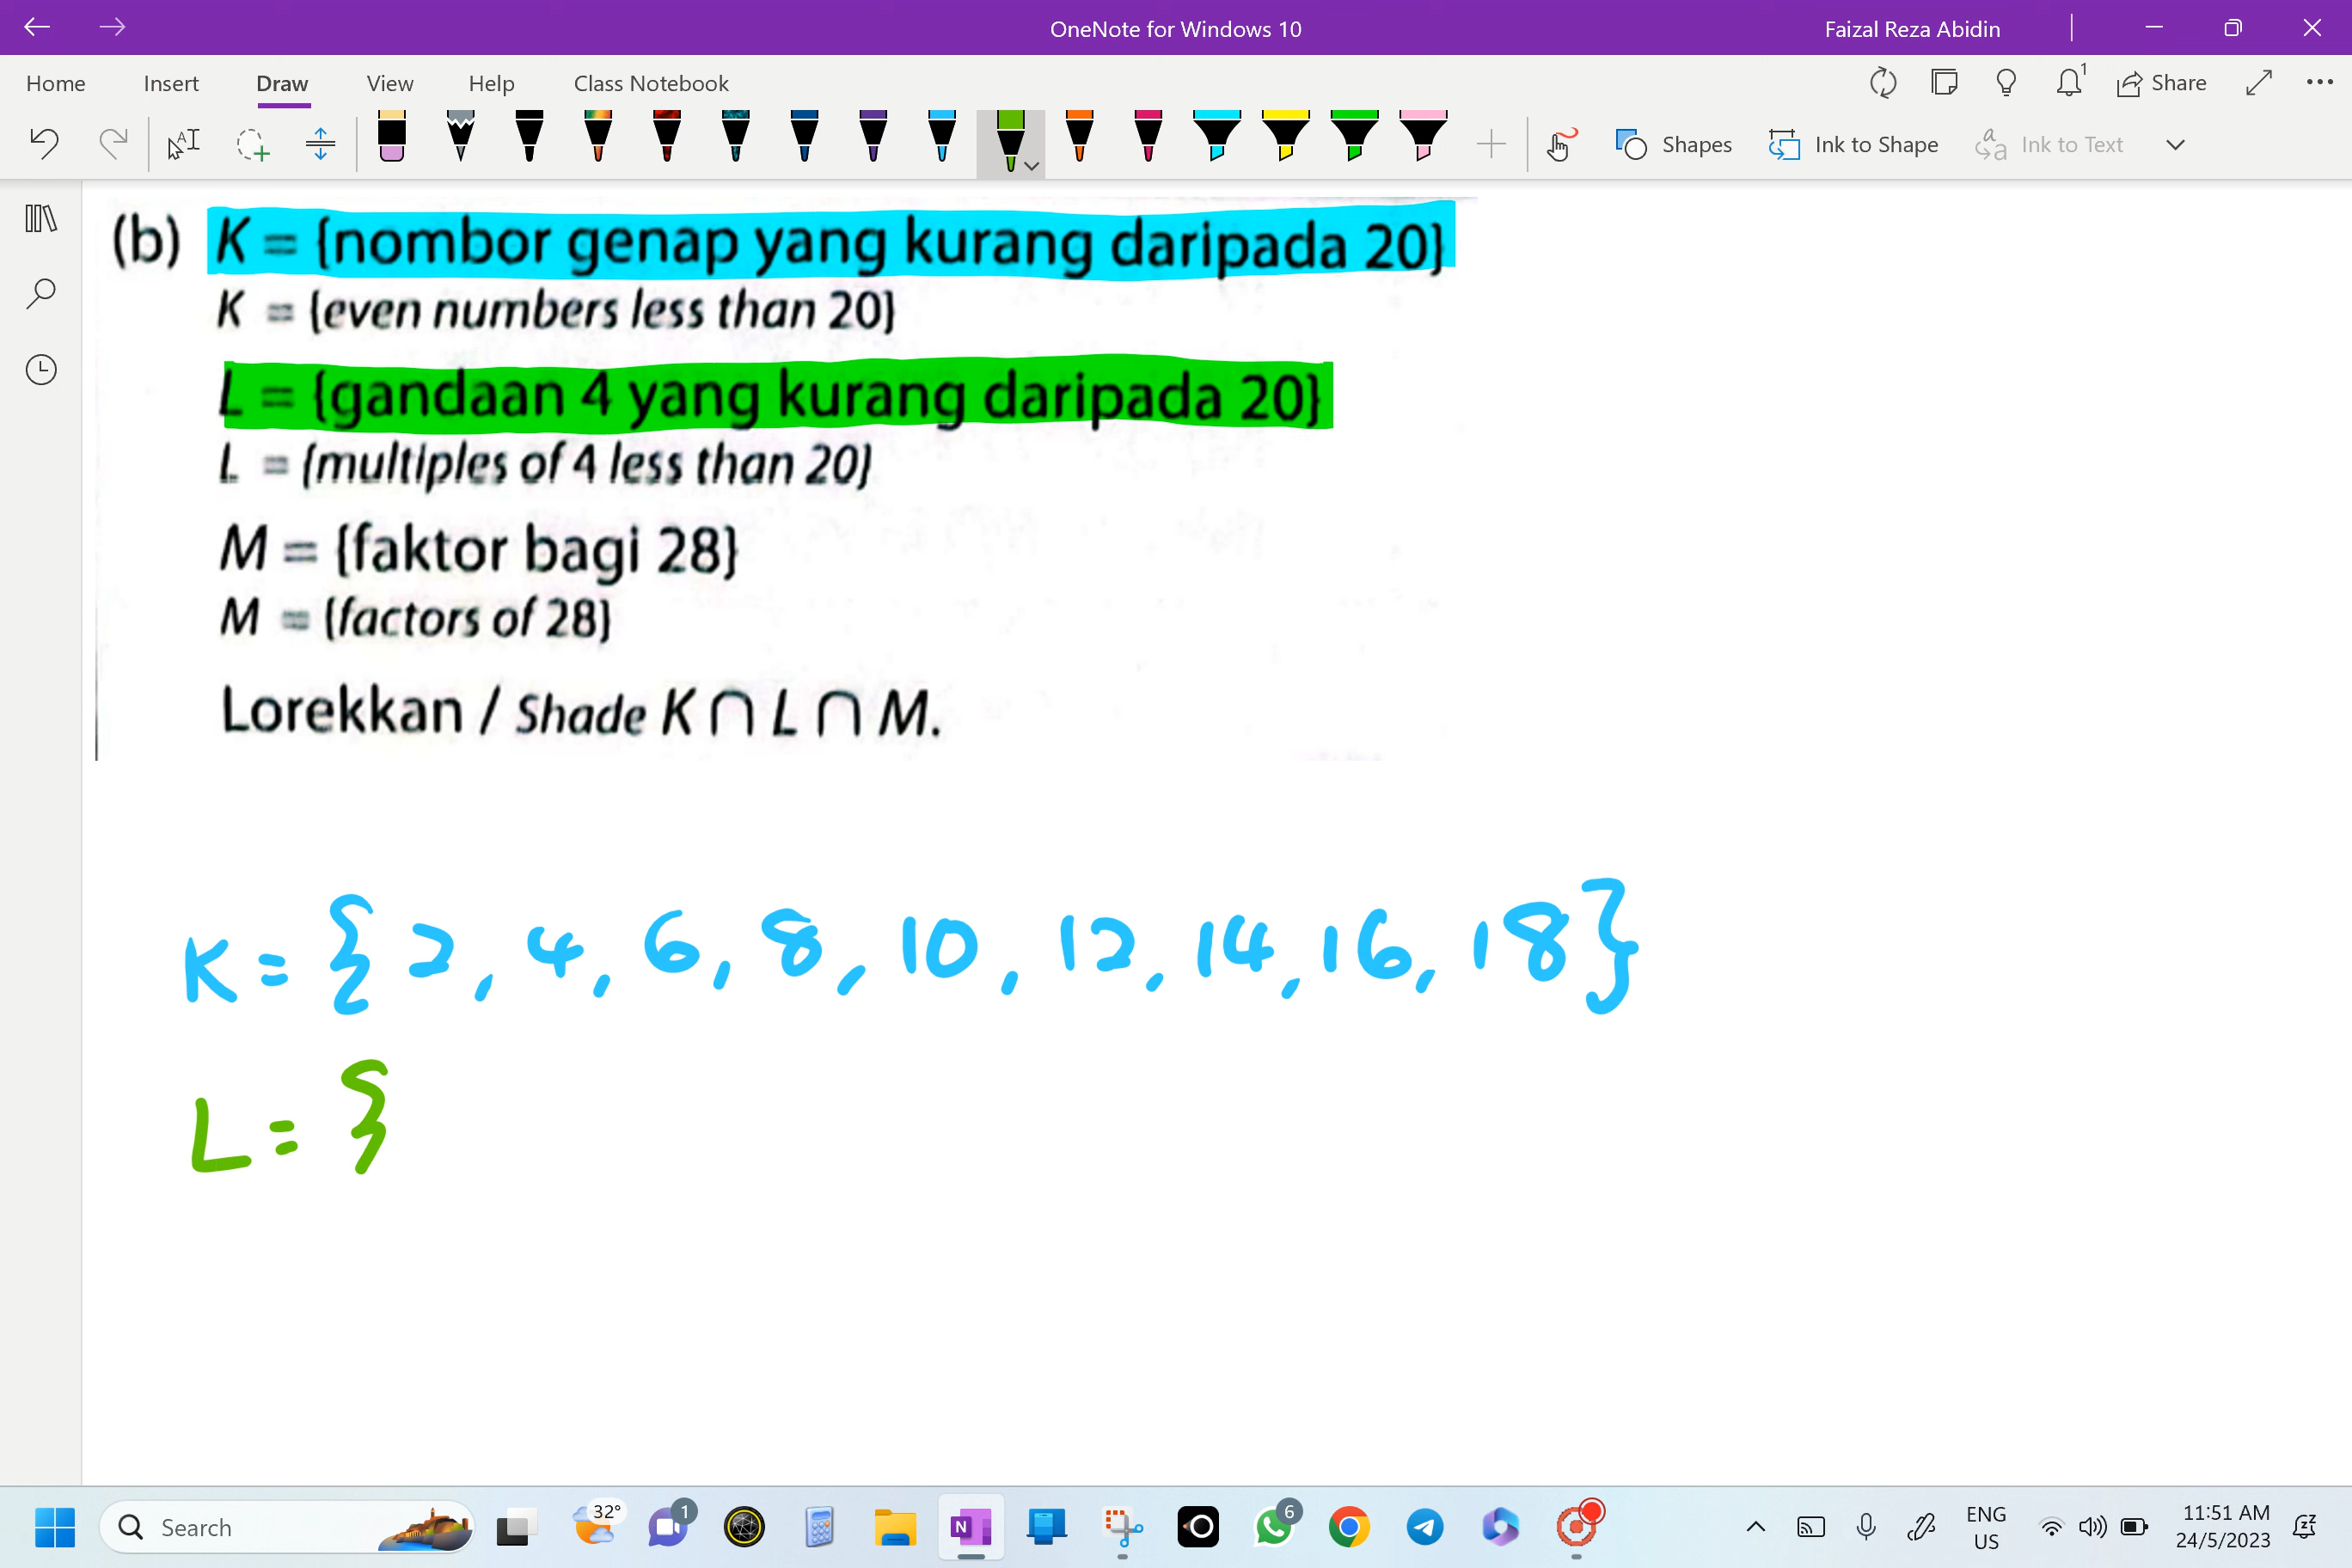 OneNote for Windows 10
Faizal Reza Abidin
Home Insert Draw View Help Class Notebook
1
Share
Shapes
Ink to Shape
Ink to Text
(b) K = {nombor genap yang kurang daripada 20}
K = {even numbers less than 20}
L = {gandaan 4 yang kurang daripada 20}
L = {multiples of 4 less than 20}
M = {faktor bagi 28}
M = {factors of 28}
Lorekkan / Shade K ∩ L ∩ M.
K = { 2, 4, 6, 8, 10, 12, 14, 16, 18 }
L = {
Search
32°
1
6
ENG
US
11:51 AM
24/5/2023